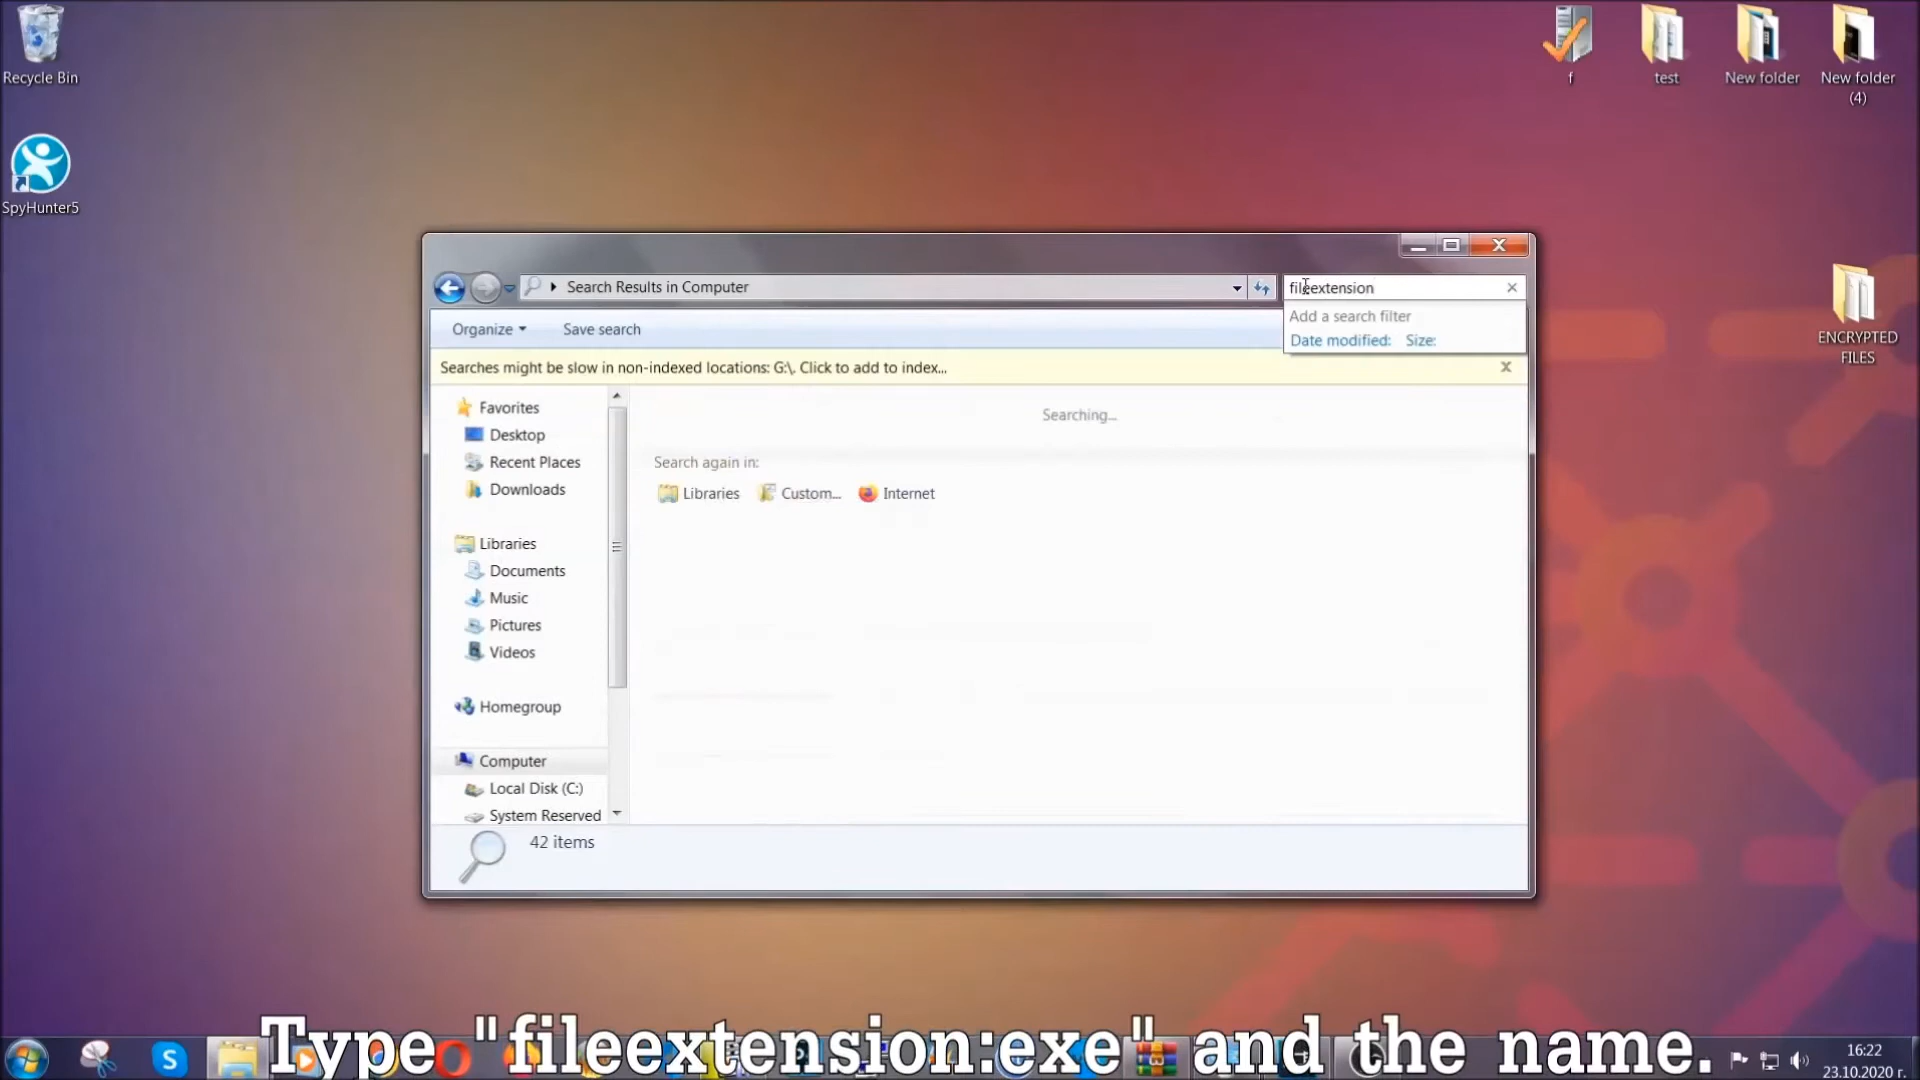 Recycle Bin
SpyHunter5
f
test
New folder
New folder
(4)
ENCRYPTED
FILES
Search Results in Computer
fileextension
Add a search filter
Date modified: Size:
Organize
Save search
Searches might be slow in non-indexed locations: G:\. Click to add to index...
Favorites
Desktop
Recent Places
Downloads
Libraries
Documents
Music
Pictures
Videos
Homegroup
Computer
Local Disk (C:)
System Reserved
Searching...
Search again in:
Libraries
Custom...
Internet
42 items
Type "fileextension:exe" and the name.
16:22
23.10.2020 г.